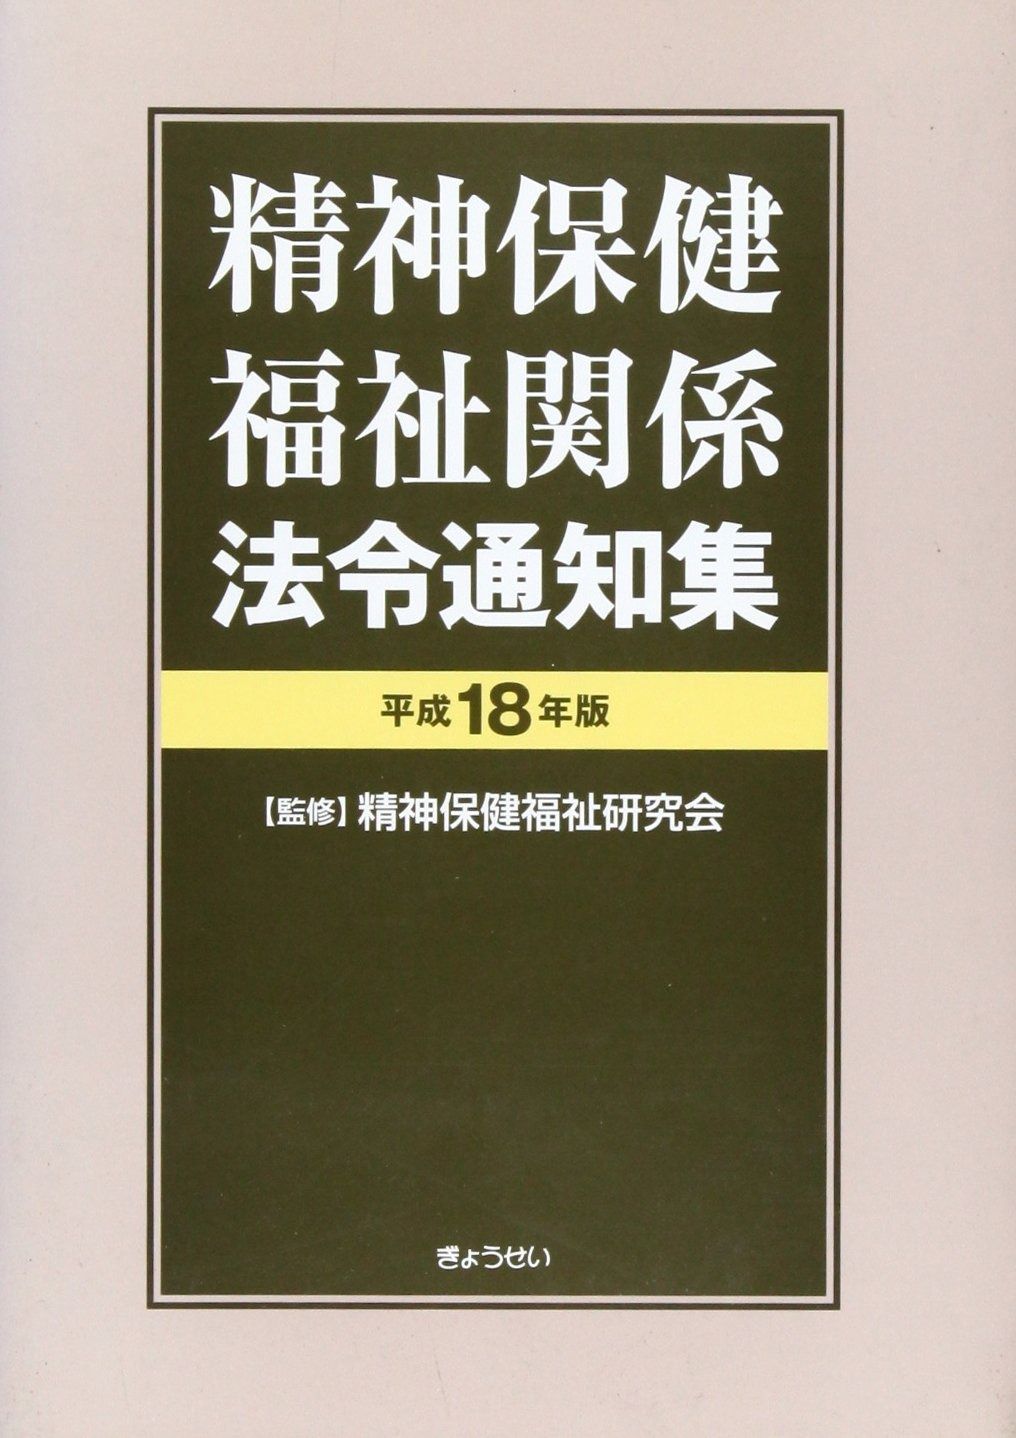 精神保健
福祉関係
法令通知集
平成18年版
【監修】精神保健福祉研究会
ぎょうせい